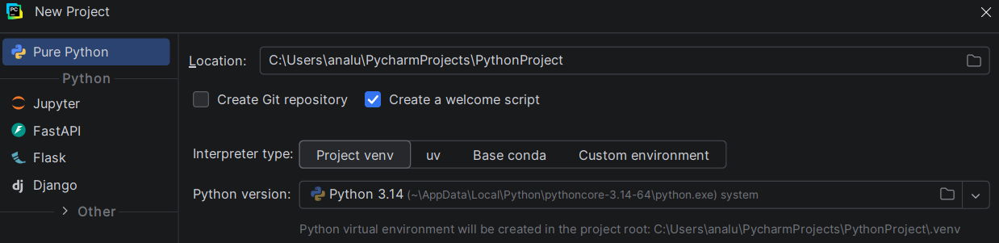 PC New Project
Pure Python
Python
Jupyter
FastAPI
Flask
dj Django
Other
Location: C:\Users\analu\PycharmProjects\PythonProject
Create Git repository Create a welcome script
Interpreter type: Project venv uv Base conda Custom environment
Python version: Python 3.14 (~\AppData\Local\Python\pythoncore-3.14-64\python.exe) system
Python virtual environment will be created in the project root: C:\Users\analu\PycharmProjects\PythonProject\.venv